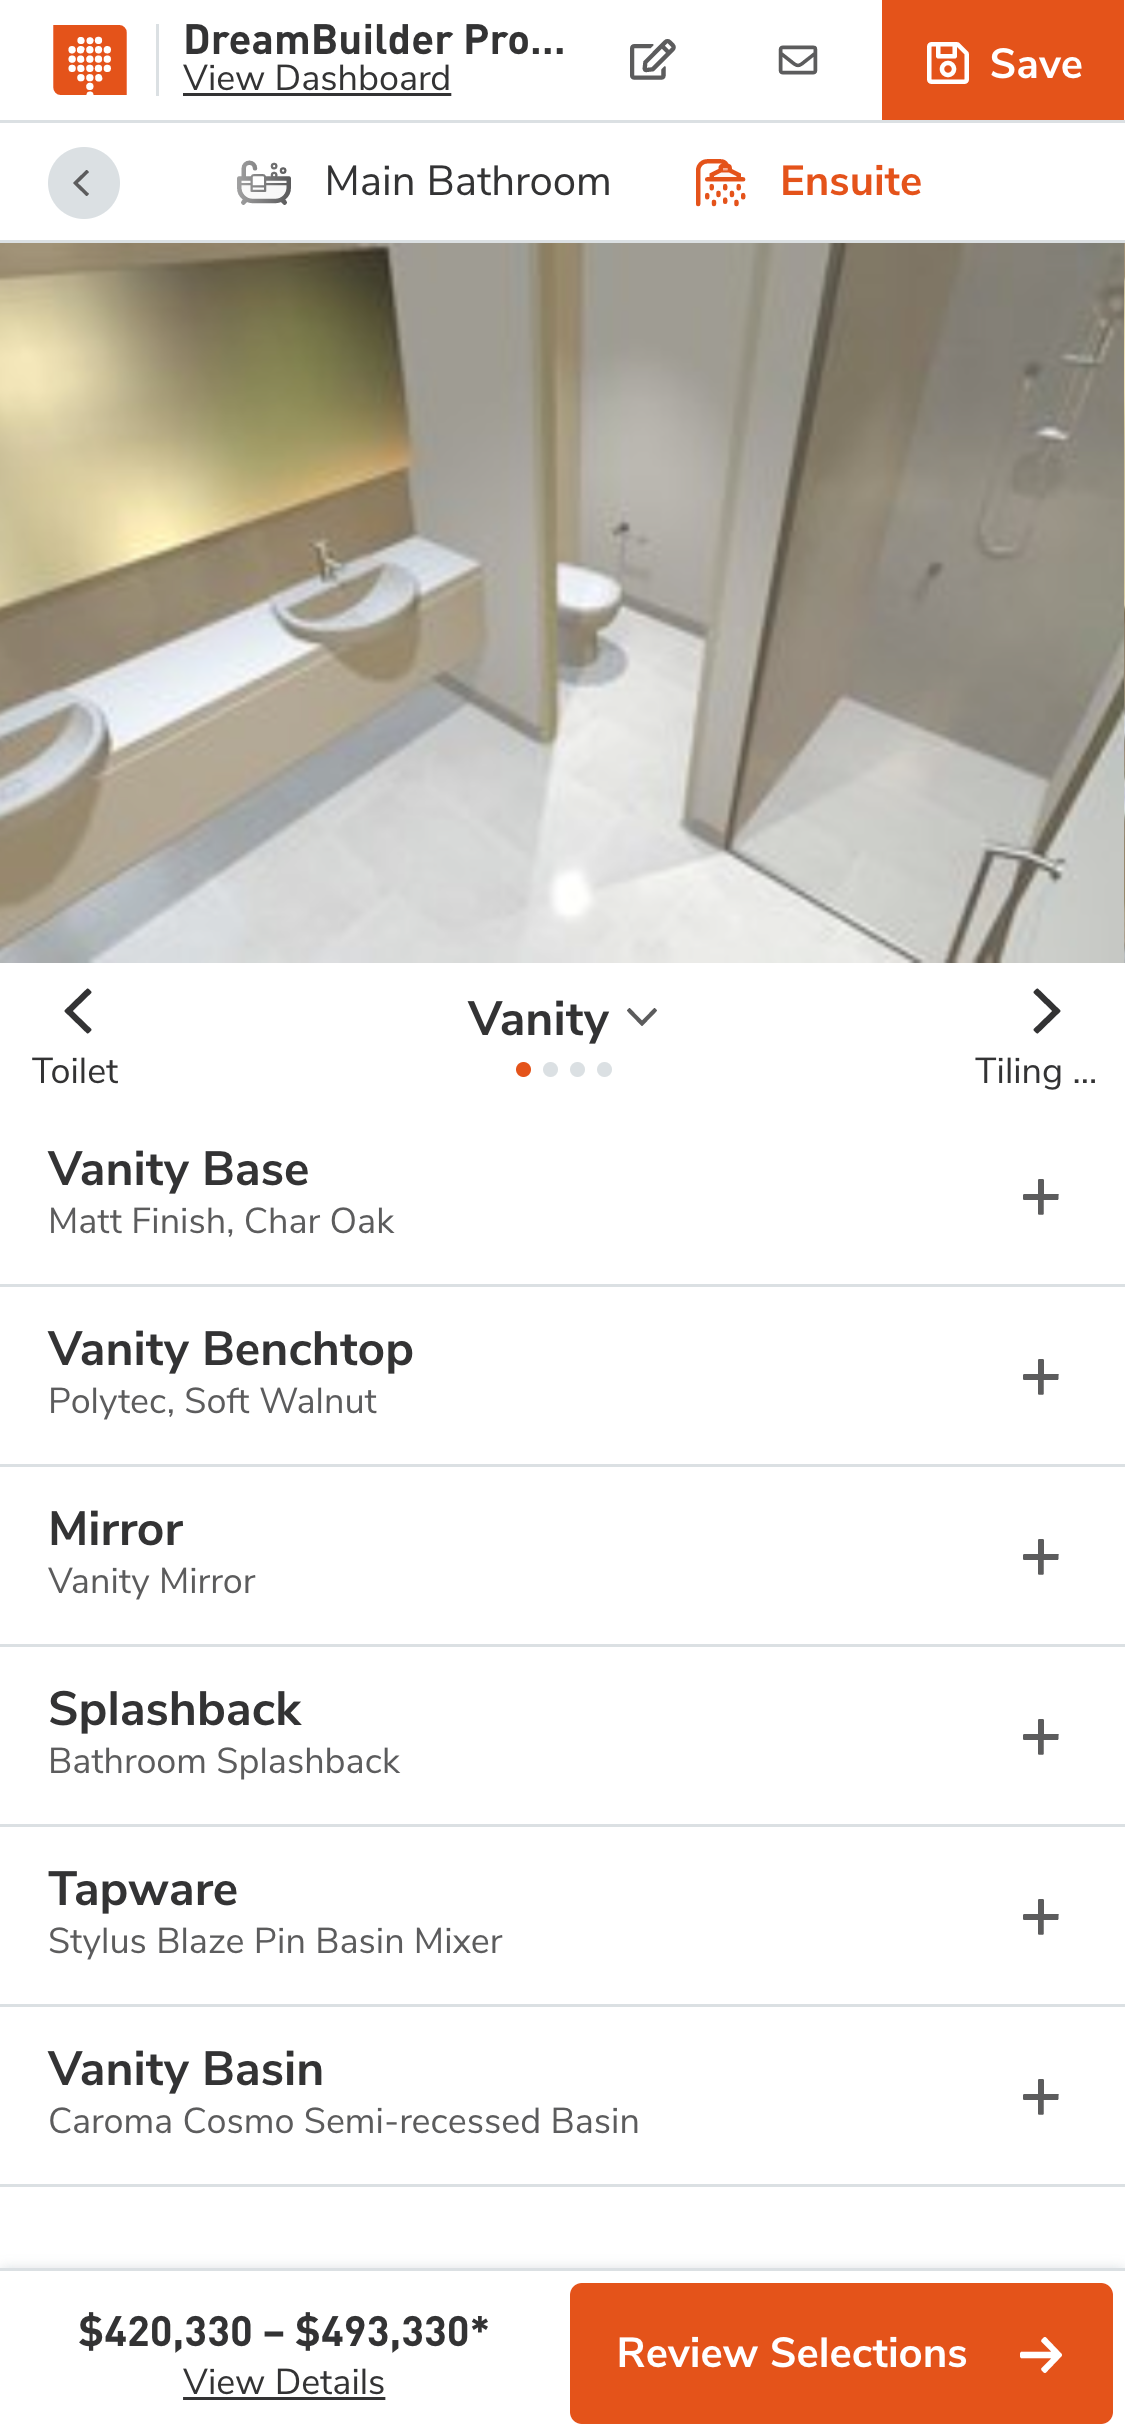 DreamBuilder Pro...
View Dashboard
Save
Main Bathroom
Ensuite
Vanity
Toilet
Tiling ...
Vanity Base
Matt Finish, Char Oak
Vanity Benchtop
Polytec, Soft Walnut
Mirror
Vanity Mirror
Splashback
Bathroom Splashback
Tapware
Stylus Blaze Pin Basin Mixer
Vanity Basin
Caroma Cosmo Semi-recessed Basin
$420,330 – $493,330*
View Details
Review Selections